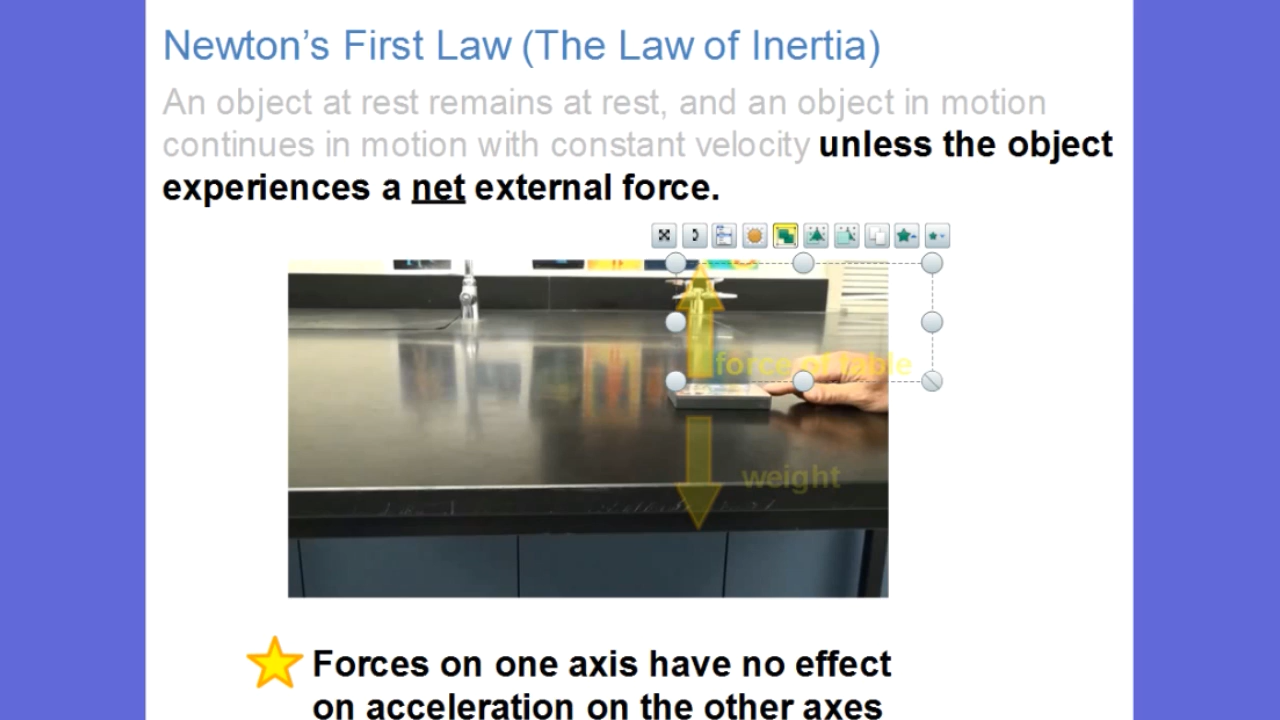 Newton's First Law (The Law of Inertia)
An object at rest remains at rest, and an object in motion
continues in motion with constant velocity unless the object
experiences a net external force.
force of table
weight
Forces on one axis have no effect
on acceleration on the other axes